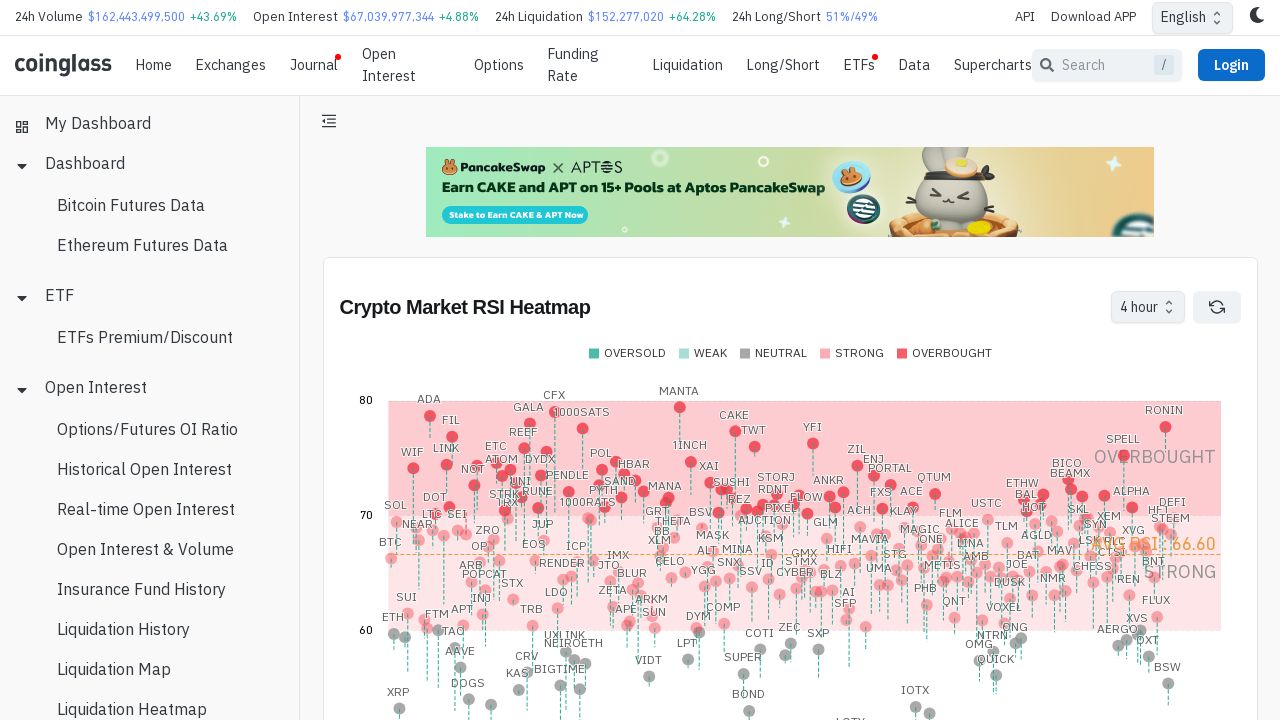 24h Volume $162,443,499,500 +43.69% Open Interest $67,039,977,344 +4.88% 24h Liquidation $152,277,020 +64.28% 24h Long/Short 51%/49% API Download APP English
coinglass Home Exchanges Journal Open Interest Options Funding Rate Liquidation Long/Short ETFs Data Supercharts Search / Login
My Dashboard
Dashboard
Bitcoin Futures Data
Ethereum Futures Data
ETF
ETFs Premium/Discount
Open Interest
Options/Futures OI Ratio
Historical Open Interest
Real-time Open Interest
Open Interest & Volume
Insurance Fund History
Liquidation History
Liquidation Map
Liquidation Heatmap
PancakeSwap X APTOS
Earn CAKE and APT on 15+ Pools at Aptos PancakeSwap
Stake to Earn CAKE & APT Now
Crypto Market RSI Heatmap
4 hour
OVERSOLD WEAK NEUTRAL STRONG OVERBOUGHT
80
MANTA
CFX
ADA
GALA
1000SATS
RONIN
CAKE
FIL
REEF
TWT
YFI
SPELL
1INCH
ETC
LINK
WIF
POL
ZIL
OVERBOUGHT
ATOM
DYDX
ENJ
NOT
HBAR
XAI
BICO
PORTAL
PENDLE
STORJ
BEAMX
QTUM
UNI
SAND
SUSHI
ANKR
ETHW
MANA
PYTH
RUNE
RDNT
FXS
ACE
ALPHA
STRK
DOT
REZ
FLOW
BAL
TRX
1000RATS
USTC
DEFI
SOL
PIXEL
HOT
SKL
70
LTC
SEI
GRT
BSV
ACH
KLAY
FLM
HFT
XEM
STEEM
NEAR
JUP
THETA
AUCTION
GLM
ALICE
TLM
SYN
ZRO
BB
MASK
KSM
MAGIC
AGLD
XVG
BTC
OP
EOS
ICP
XLM
MAVIA
ONE
LINA
LSK
STRONG
IMX
ALT
MINA
GMX
HIFI
STG
AMB
BAT
MAV
CTSI
ARB
RENDER
JTO
CELO
SNX
ID
STMX
METIS
JOE
CHESS
BNT
POPCAT
STX
BLUR
YGG
SSV
CYBER
BLZ
UMA
DUSK
NMR
REN
SUI
INJ
LDO
ZETA
ARKM
AI
PHB
QNT
FLUX
ETH
FTM
APT
TRB
APE
SUN
DYM
COMP
SFP
VOXEL
XVS
60
TAO
UXLINK
COTI
ZEC
SXP
NTRN
CNG
AERGO
AAVE
CRV
NEIROETH
LPT
OMG
DXT
DOGS
KAS
BIGTIME
VIDT
SUPER
QUICK
BSW
XRP
BOND
IOTX